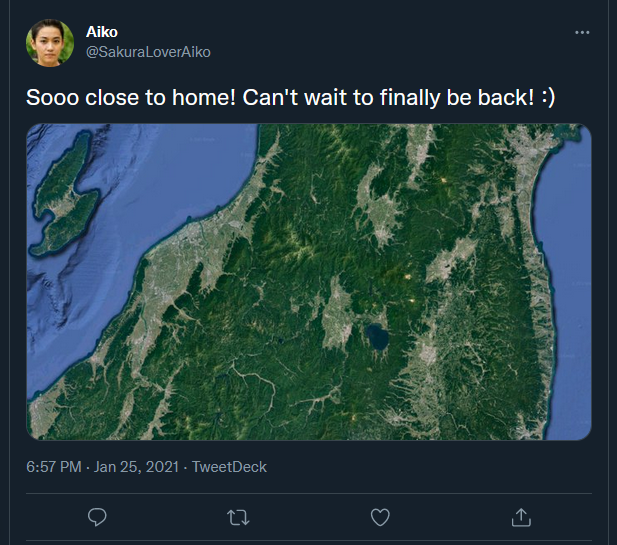 Aiko
@SakuraLoverAiko
Sooo close to home! Can't wait to finally be back! :)
6:57 PM · Jan 25, 2021 · TweetDeck